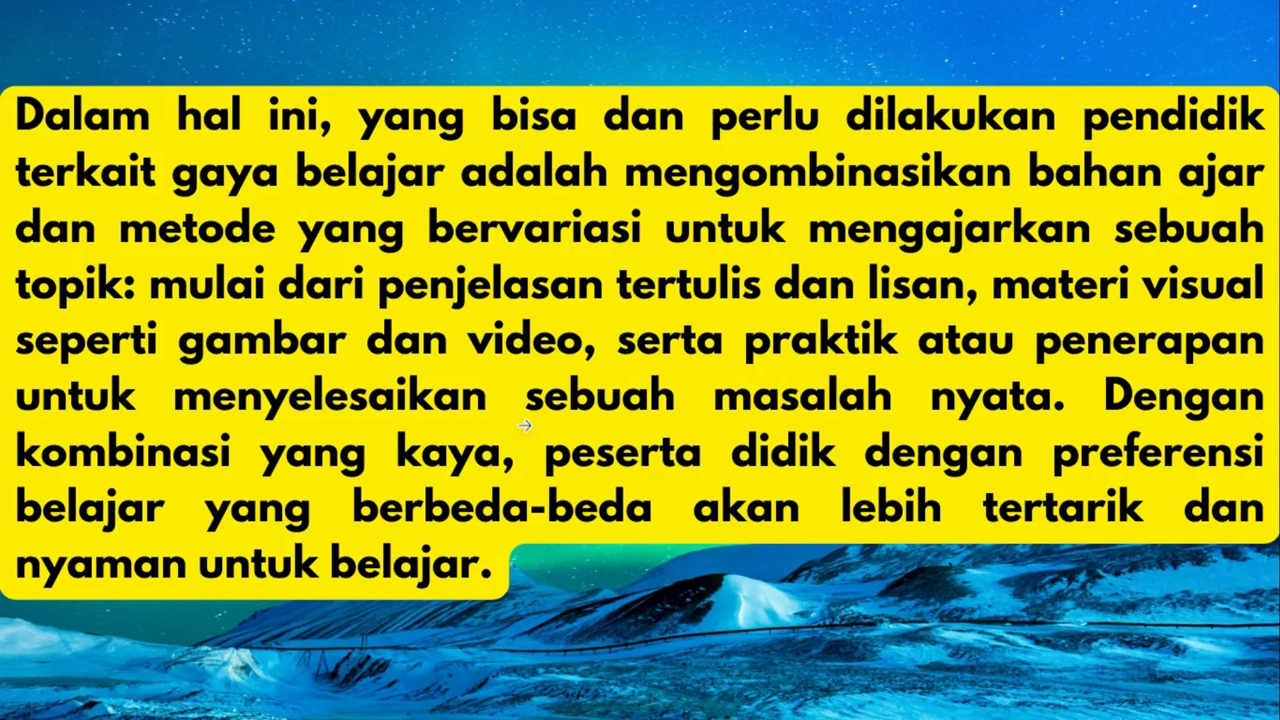 Dalam hal ini, yang bisa dan perlu dilakukan pendidik
terkait gaya belajar adalah mengombinasikan bahan ajar
dan metode yang bervariasi untuk mengajarkan sebuah
topik: mulai dari penjelasan tertulis dan lisan, materi visual
seperti gambar dan video, serta praktik atau penerapan
untuk menyelesaikan sebuah masalah nyata. Dengan
kombinasi yang kaya, peserta didik dengan preferensi
belajar yang berbeda-beda akan lebih tertarik dan
nyaman untuk belajar.